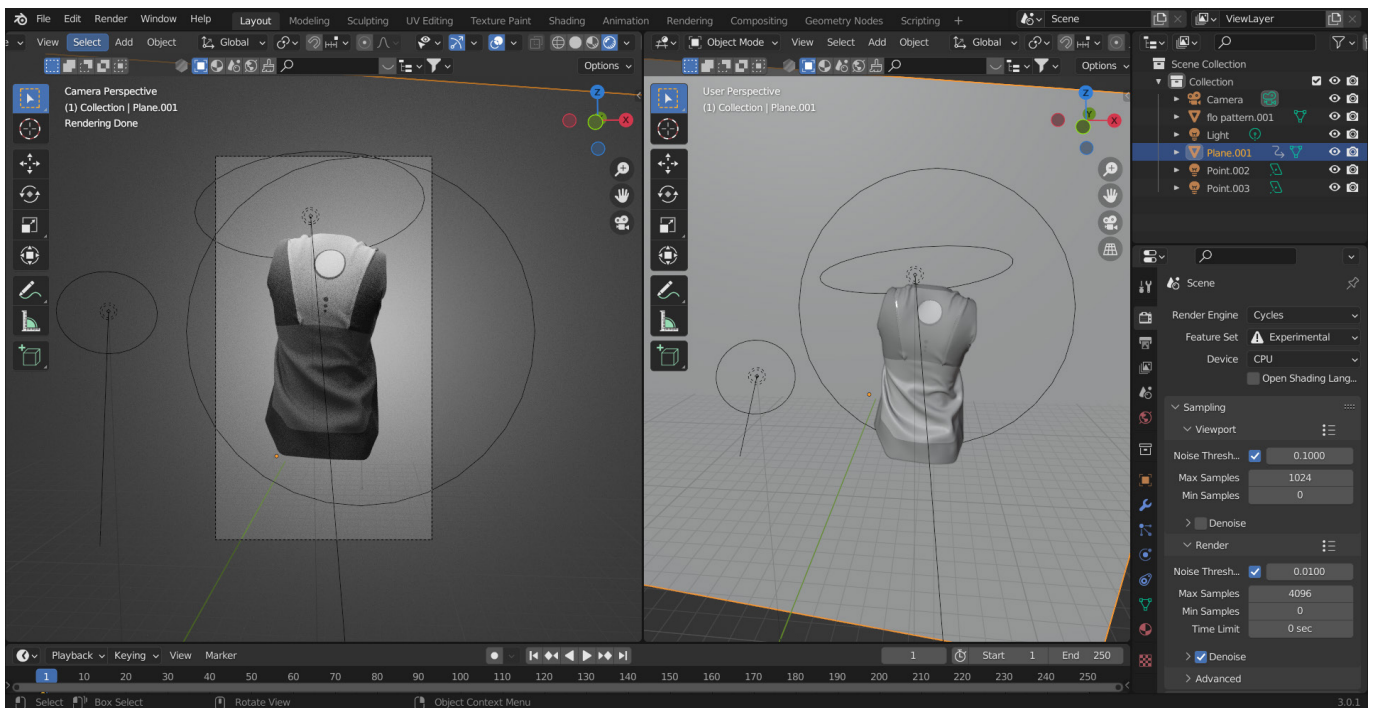 File Edit Render Window Help Layout Modeling Sculpting UV Editing Texture Paint Shading Animation Rendering Compositing Geometry Nodes Scripting + Scene ViewLayer
View Select Add Object Global
Object Mode View Select Add Object Global
Options
Options
Camera Perspective
(1) Collection | Plane.001
Rendering Done
Z
X
User Perspective
(1) Collection | Plane.001
Z
Y
X
Scene Collection
Collection
Camera
flo pattern.001
Light
Plane.001
Point.002
Point.003
Scene
Render Engine Cycles
Feature Set Experimental
Device CPU
Open Shading Lang...
Sampling
Viewport
Noise Thresh... 0.1000
Max Samples 1024
Min Samples 0
Denoise
Render
Noise Thresh... 0.0100
Max Samples 4096
Min Samples 0
Time Limit 0 sec
Denoise
Advanced
Playback Keying View Marker 1 Start 1 End 250
1 10 20 30 40 50 60 70 80 90 100 110 120 130 140 150 160 170 180 190 200 210 220 230 240 250
Select Box Select Rotate View Object Context Menu 3.0.1